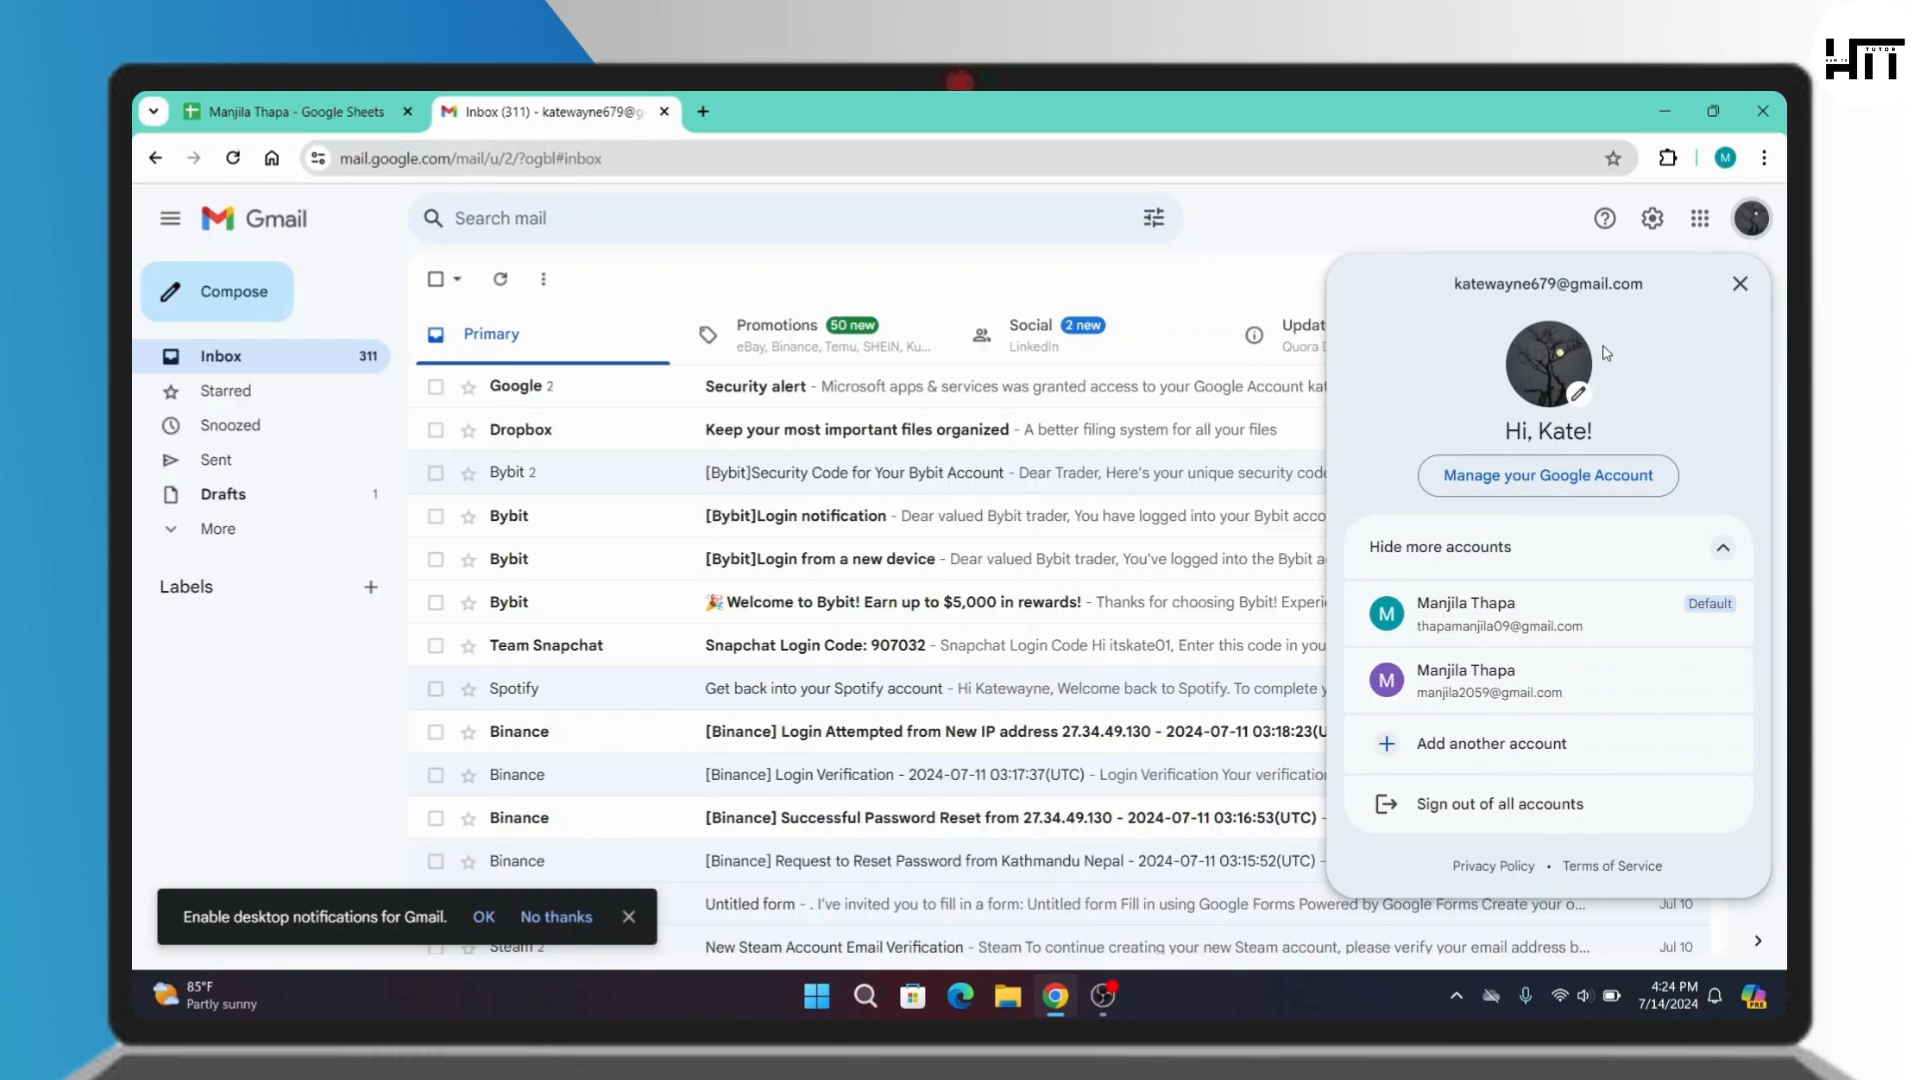 HOW TO
TUTOR
Manjila Thapa - Google Sheets
Inbox (311) - katewayne679@g
mail.google.com/mail/u/2/?ogbl#inbox
M
Gmail
Search mail
Compose
Inbox 311
Starred
Snoozed
Sent
Drafts 1
More
Labels
Primary
Promotions 50 new
eBay, Binance, Temu, SHEIN, Ku...
Social 2 new
LinkedIn
Updat
Quora D
Google 2 Security alert - Microsoft apps & services was granted access to your Google Account kat
Dropbox Keep your most important files organized - A better filing system for all your files
Bybit 2 [Bybit]Security Code for Your Bybit Account - Dear Trader, Here's your unique security code
Bybit [Bybit]Login notification - Dear valued Bybit trader, You have logged into your Bybit acco
Bybit [Bybit]Login from a new device - Dear valued Bybit trader, You've logged into the Bybit a
Bybit 🎉 Welcome to Bybit! Earn up to $5,000 in rewards! - Thanks for choosing Bybit! Experi
Team Snapchat Snapchat Login Code: 907032 - Snapchat Login Code Hi itskate01, Enter this code in you
Spotify Get back into your Spotify account - Hi Katewayne, Welcome back to Spotify. To complete y
Binance [Binance] Login Attempted from New IP address 27.34.49.130 - 2024-07-11 03:18:23(U
Binance [Binance] Login Verification - 2024-07-11 03:17:37(UTC) - Login Verification Your verification
Binance [Binance] Successful Password Reset from 27.34.49.130 - 2024-07-11 03:16:53(UTC) -
Binance [Binance] Request to Reset Password from Kathmandu Nepal - 2024-07-11 03:15:52(UTC) -
Untitled form - . I've invited you to fill in a form: Untitled form Fill in using Google Forms Powered by Google Forms Create your o... Jul 10
Steam 2 New Steam Account Email Verification - Steam To continue creating your new Steam account, please verify your email address b... Jul 10
katewayne679@gmail.com
Hi, Kate!
Manage your Google Account
Hide more accounts
M
Manjila Thapa Default
thapamanjila09@gmail.com
M
Manjila Thapa
manjila2059@gmail.com
Add another account
Sign out of all accounts
Privacy Policy • Terms of Service
Enable desktop notifications for Gmail. OK No thanks
85°F
Partly sunny
4:24 PM
7/14/2024
PRE